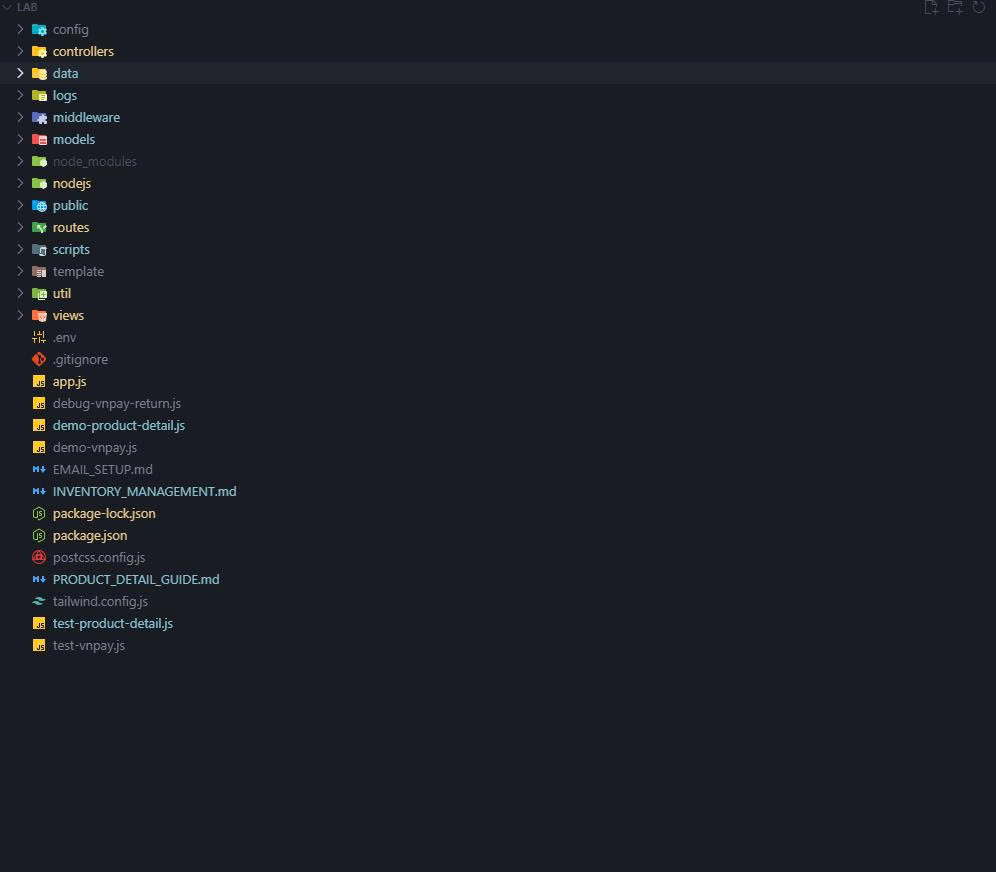 LAB
config
controllers
data
logs
middleware
models
node_modules
nodejs
public
routes
scripts
template
util
views
.env
.gitignore
app.js
debug-vnpay-return.js
demo-product-detail.js
demo-vnpay.js
EMAIL_SETUP.md
INVENTORY_MANAGEMENT.md
package-lock.json
package.json
postcss.config.js
PRODUCT_DETAIL_GUIDE.md
tailwind.config.js
test-product-detail.js
test-vnpay.js